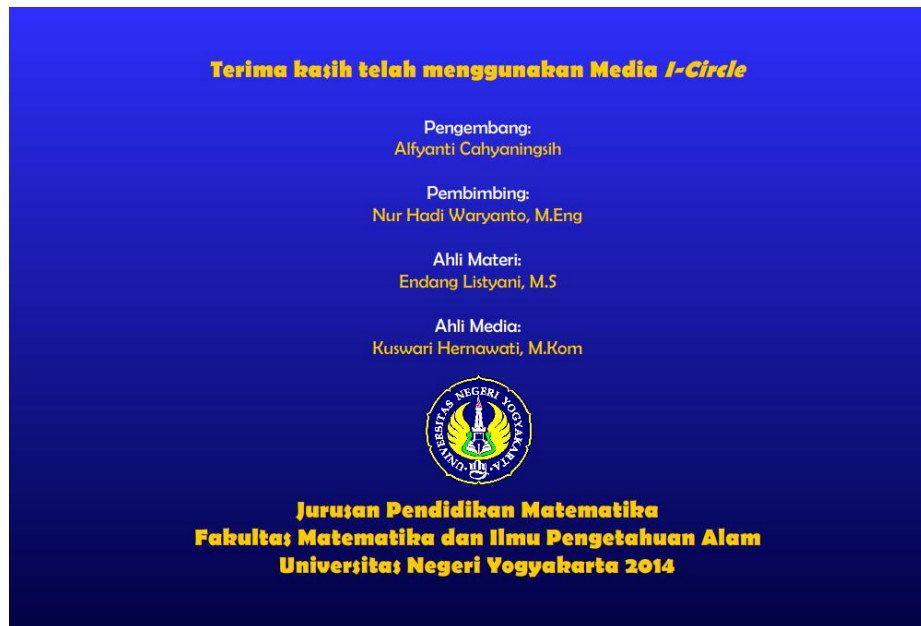 Terima kasih telah menggunakan Media I-Circle
Pengembang:
Alfyanti Cahyaningsih
Pembimbing:
Nur Hadi Waryanto, M.Eng
Ahli Materi:
Endang Listyani, M.S
Ahli Media:
Kuswari Hernawati, M.Kom
UNIVERSITAS NEGERI YOGYAKARTA
UNY
Jurusan Pendidikan Matematika
Fakultas Matematika dan Ilmu Pengetahuan Alam
Universitas Negeri Yogyakarta 2014